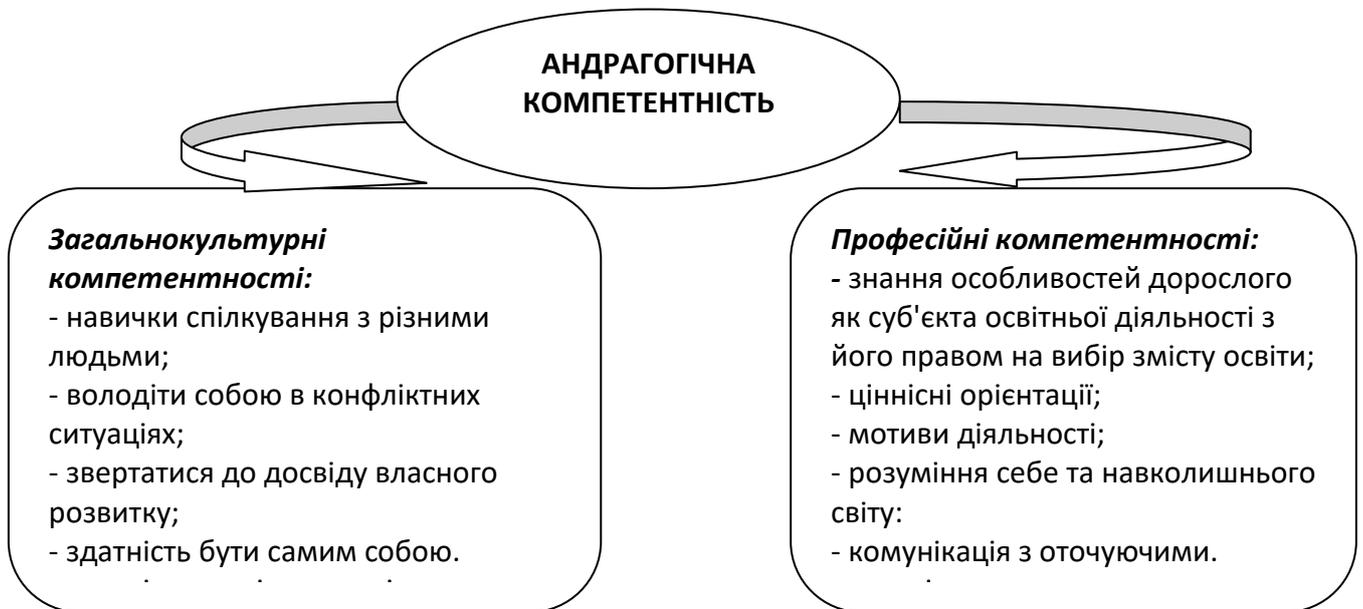 АНДРАГОГІЧНА
КОМПЕТЕНТНІСТЬ
Загальнокультурні
компетентності:
- навички спілкування з різними
людьми;
- володіти собою в конфліктних
ситуаціях;
- звертатися до досвіду власного
розвитку;
- здатність бути самим собою.
Професійні компетентності:
- знання особливостей дорослого
як суб'єкта освітньої діяльності з
його правом на вибір змісту освіти;
- ціннісні орієнтації;
- мотиви діяльності;
- розуміння себе та навколишнього
світу:
- комунікація з оточуючими.